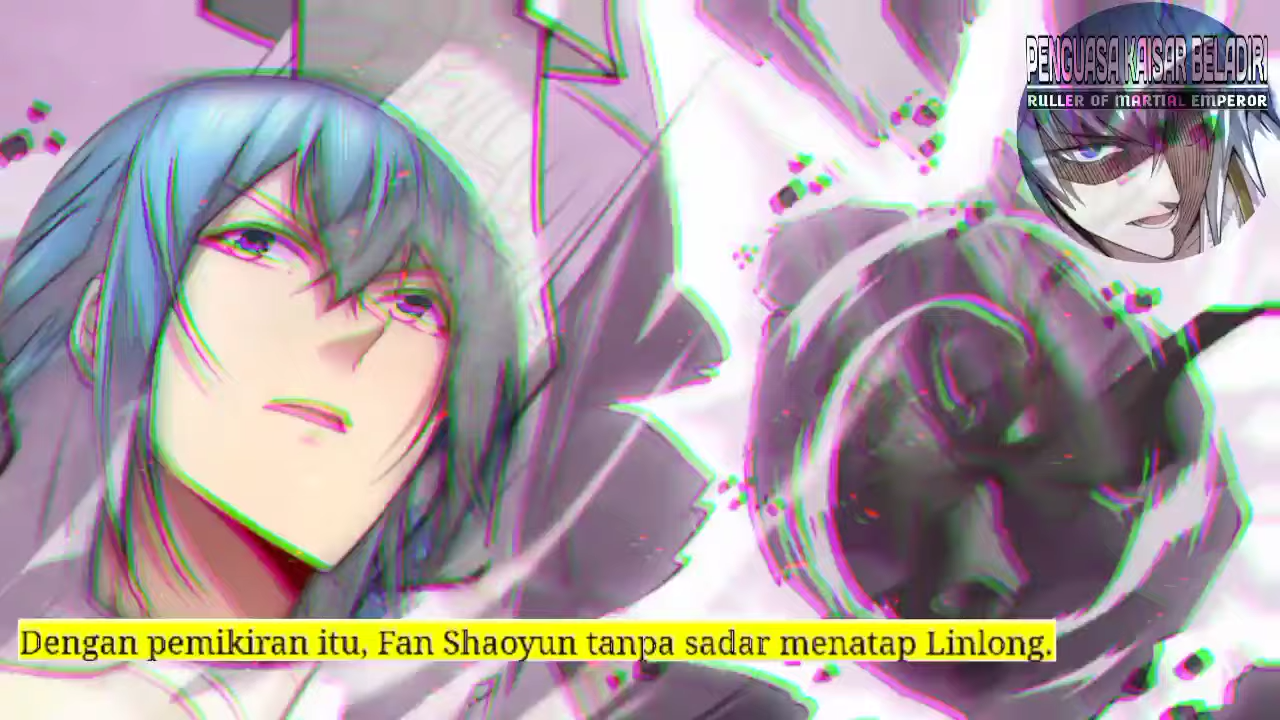 PENGUASA KAISAR BELADIRI
RULLER OF MARTIAL EMPEROR
Dengan pemikiran itu, Fan Shaoyun tanpa sadar menatap Linlong.